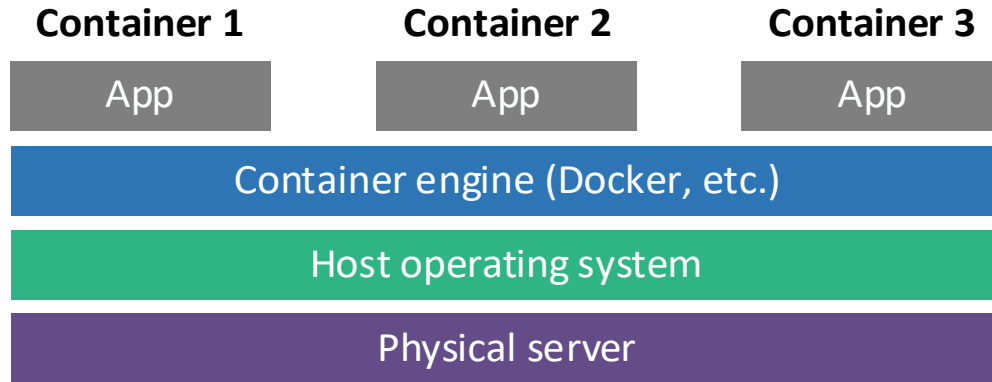 Container 1 Container 2 Container 3
App App App
Container engine (Docker, etc.)
Host operating system
Physical server